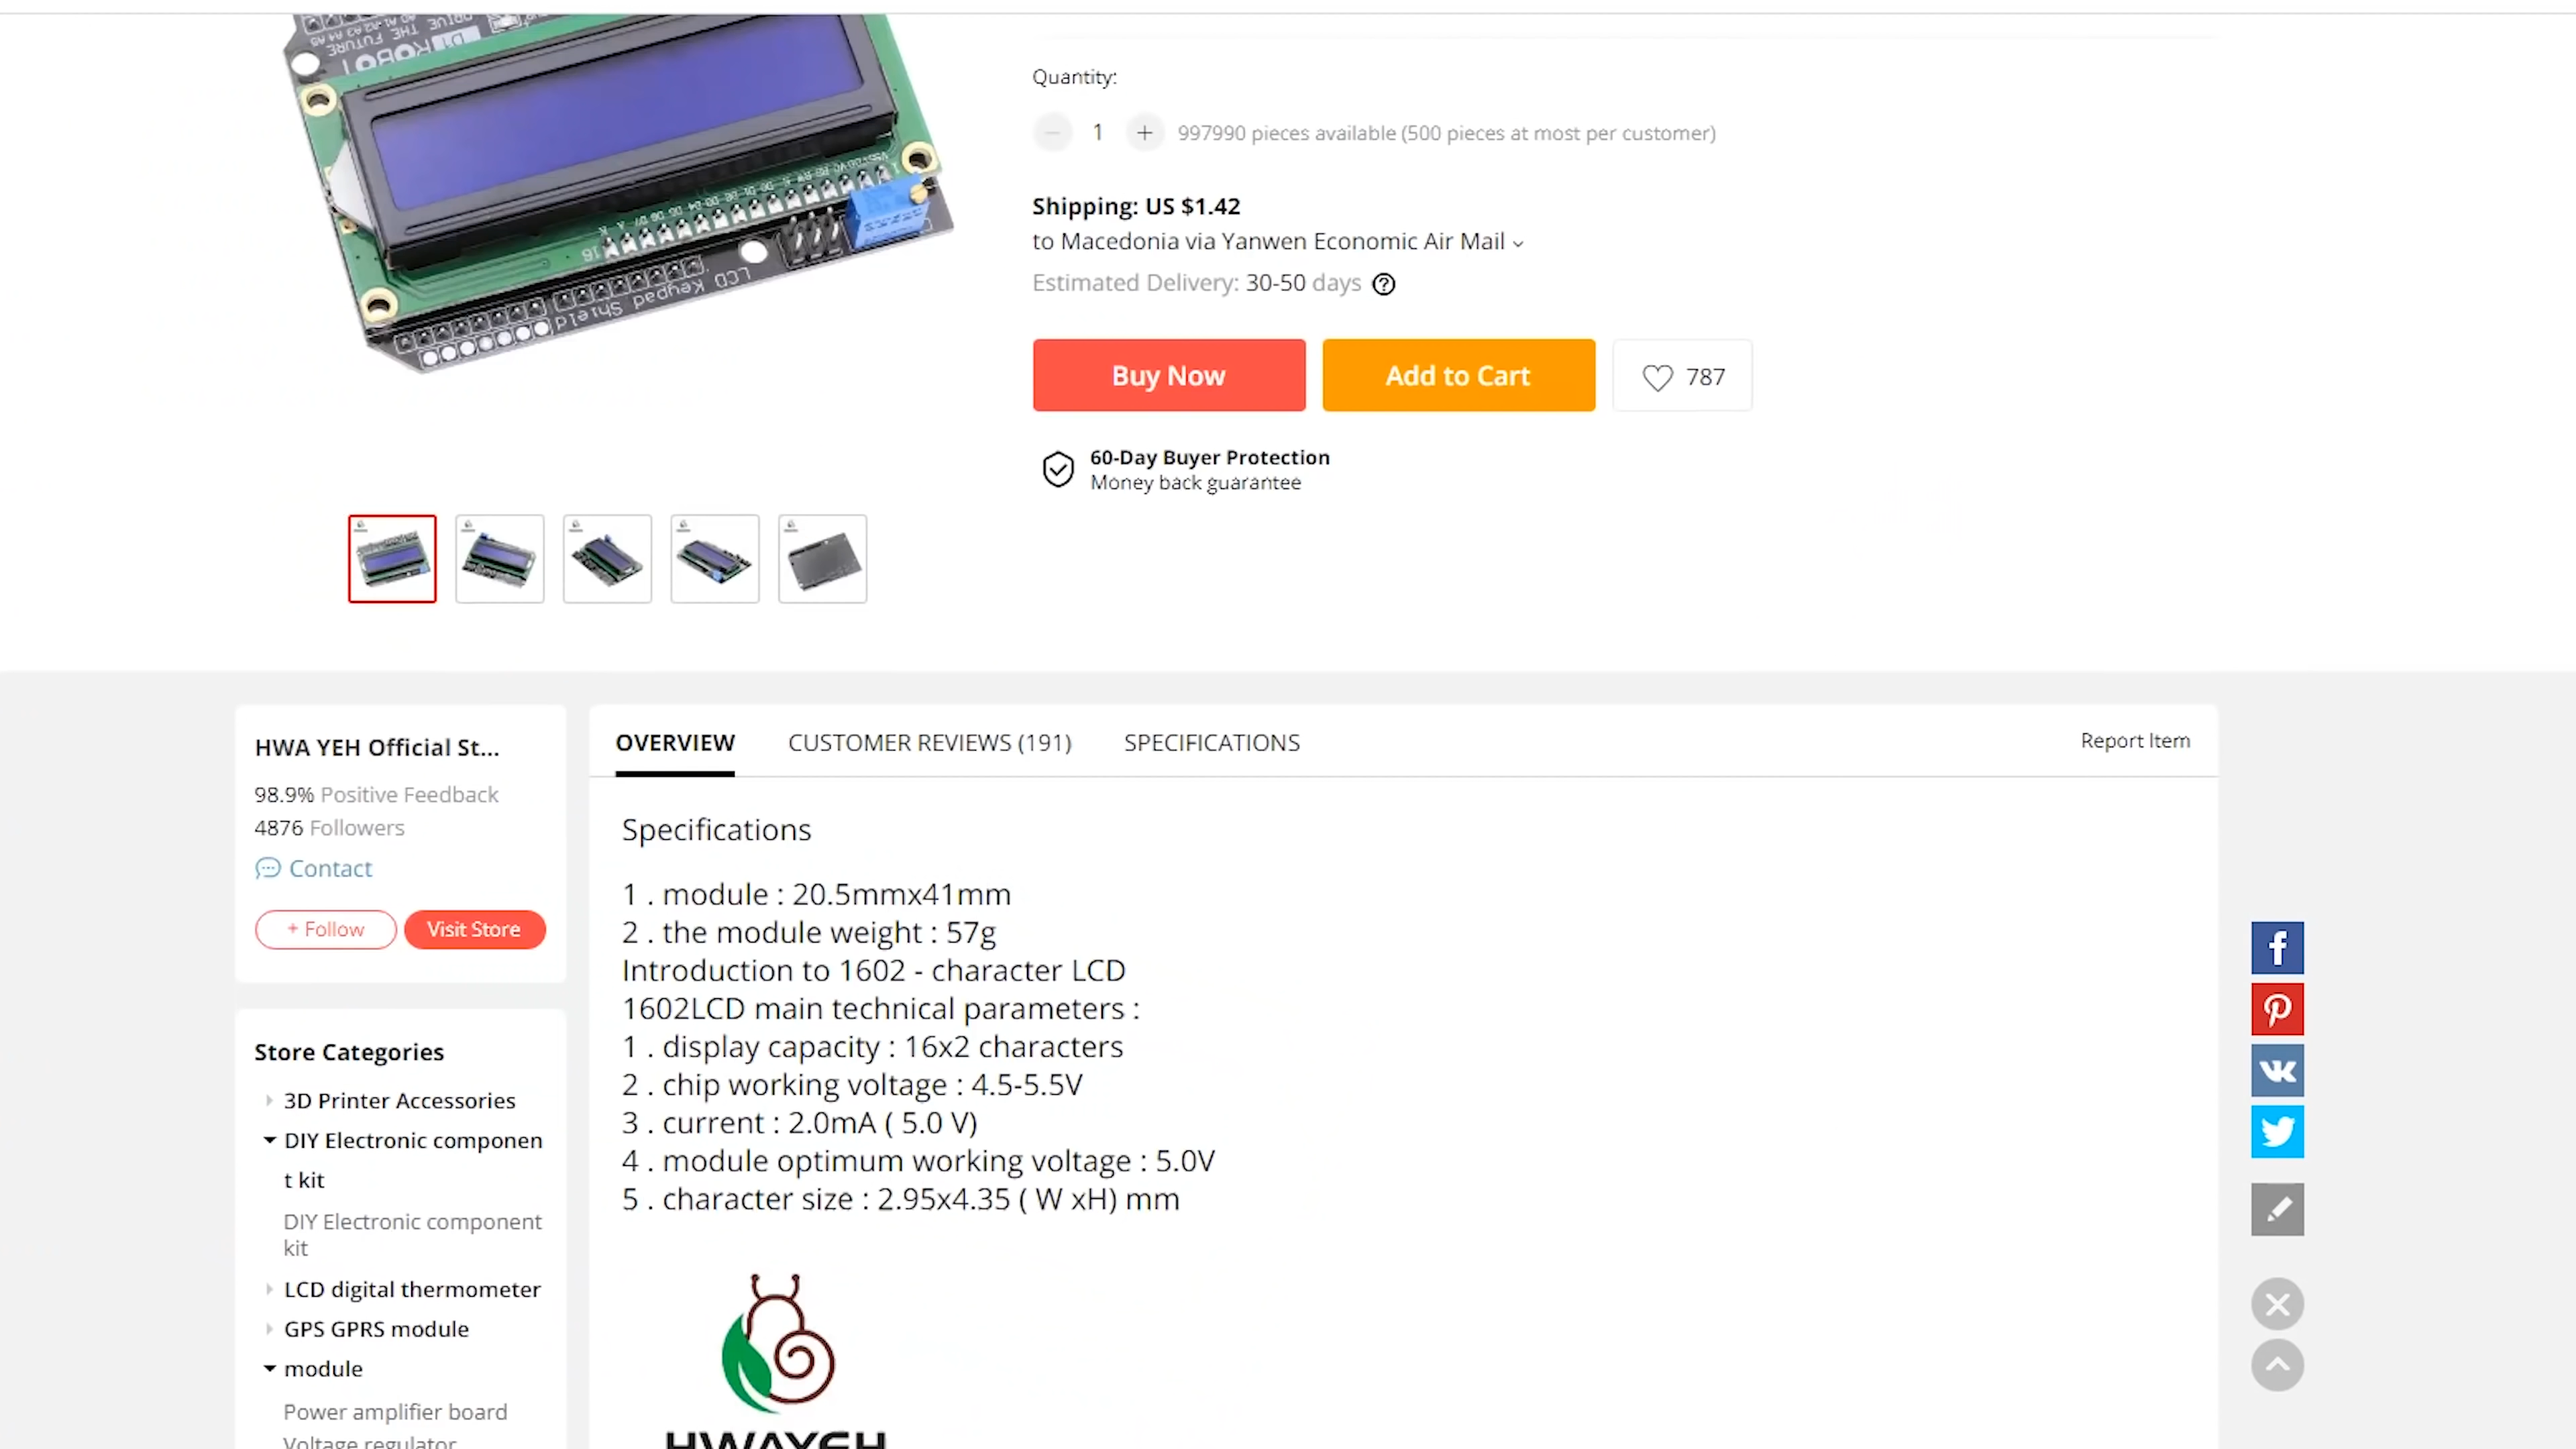 Quantity:
1
997990 pieces available (500 pieces at most per customer)
Shipping: US $1.42
to Macedonia via Yanwen Economic Air Mail
Estimated Delivery: 30-50 days
Buy Now
Add to Cart
787
60-Day Buyer Protection
Money back guarantee
LCD Keypad Shield
HWA YEH Official St...
98.9% Positive Feedback
4876 Followers
Contact
+ Follow
Visit Store
Store Categories
3D Printer Accessories
DIY Electronic componen
t kit
DIY Electronic component
kit
LCD digital thermometer
GPS GPRS module
module
Power amplifier board
Voltage regulator
OVERVIEW
CUSTOMER REVIEWS (191)
SPECIFICATIONS
Report Item
Specifications
1 . module : 20.5mmx41mm
2 . the module weight : 57g
Introduction to 1602 - character LCD
1602LCD main technical parameters :
1 . display capacity : 16x2 characters
2 . chip working voltage : 4.5-5.5V
3 . current : 2.0mA ( 5.0 V)
4 . module optimum working voltage : 5.0V
5 . character size : 2.95x4.35 ( W xH) mm
HWAYEH